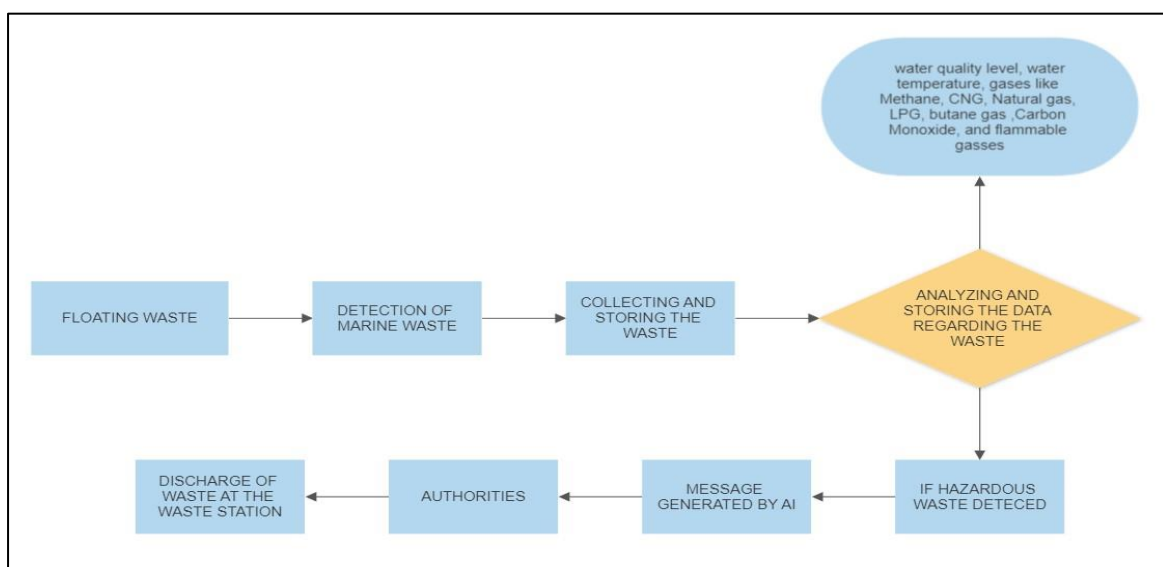 water quality level, water
temperature, gases like
Methane, CNG, Natural gas,
LPG, butane gas ,Carbon
Monoxide, and flammable
gasses
FLOATING WASTE
DETECTION OF
MARINE WASTE
COLLECTING AND
STORING THE
WASTE
ANALYZING AND
STORING THE DATA
REGARDING THE
WASTE
DISCHARGE OF
WASTE AT THE
WASTE STATION
AUTHORITIES
MESSAGE
GENERATED BY AI
IF HAZARDOUS
WASTE DETECED